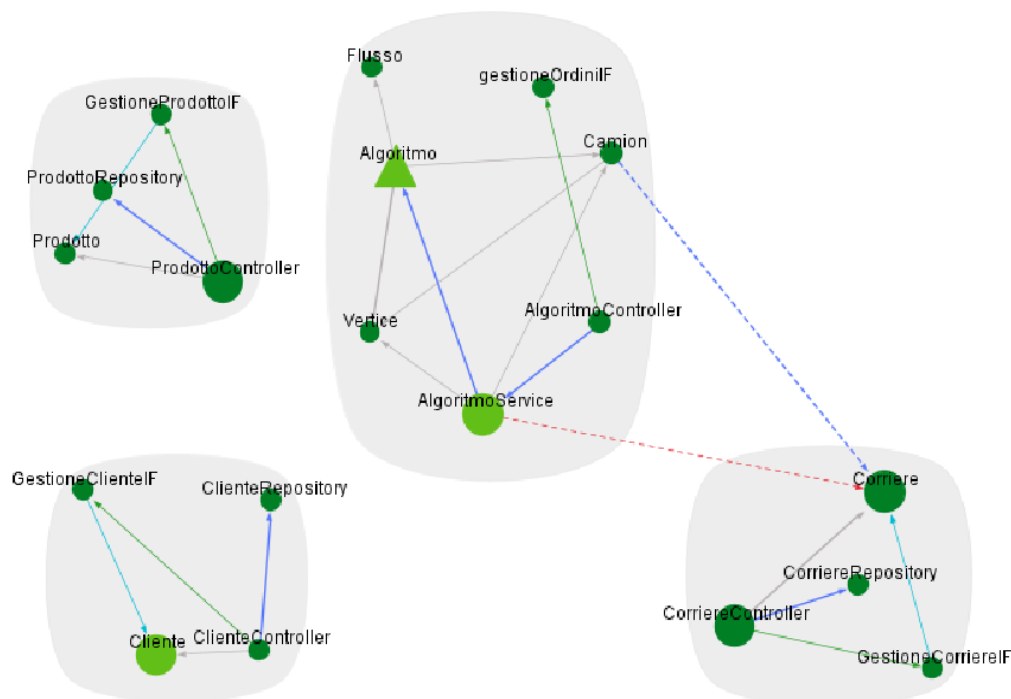 Flusso
gestioneOrdiniIF
GestioneProdottoIF
Algoritmo
Camion
ProdottoRepository
Prodotto
ProdottoController
Vertice
AlgoritmoController
AlgoritmoService
GestioneClienteIF
ClienteRepository
Corriere
CorriereRepository
CorriereController
Cliente
ClienteController
GestioneCorriereIF